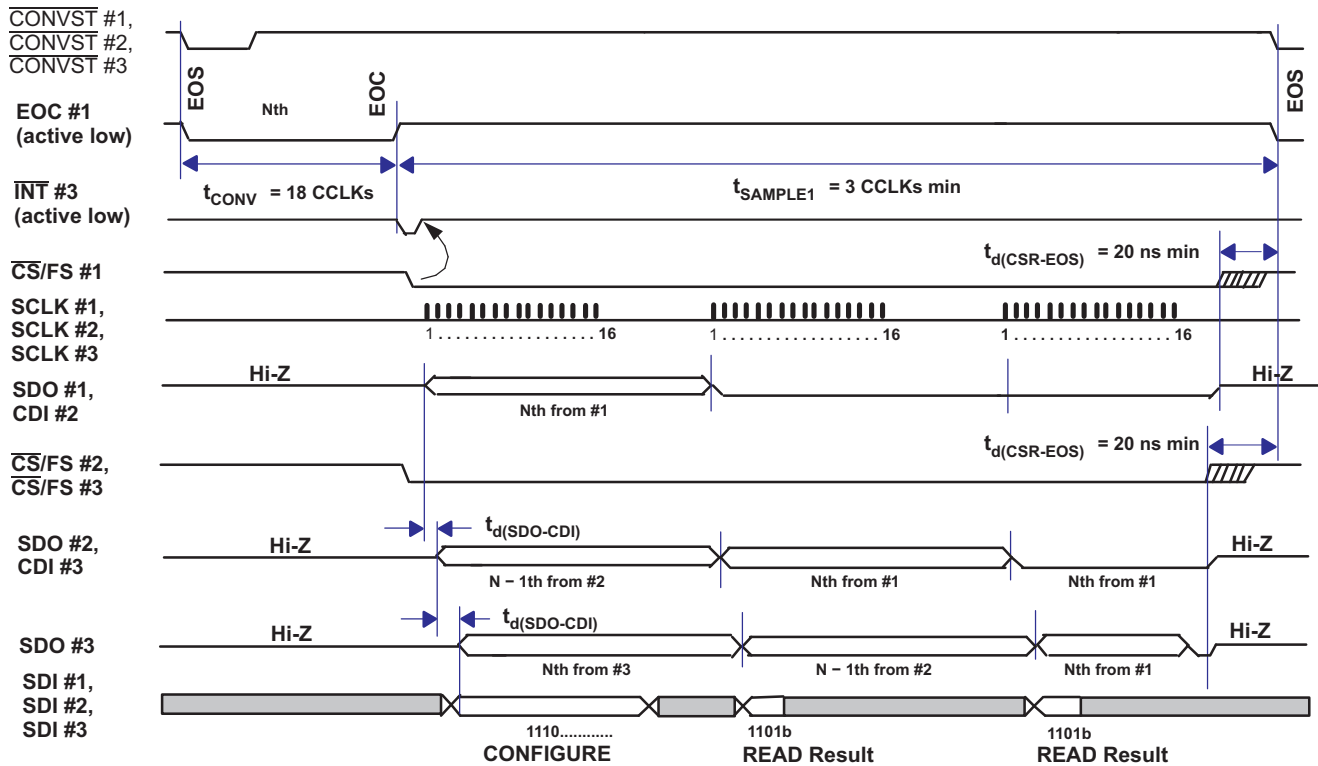 CONVST #1,
CONVST #2,
CONVST #3
EOS
EOC
EOS
Nth
EOC #1
(active low)
tCONV = 18 CCLKs
tSAMPLE1 = 3 CCLKs min
INT #3
(active low)
td(CSR-EOS) = 20 ns min
CS/FS #1
SCLK #1,
SCLK #2,
SCLK #3
1 . . . . . . . . . . . . . . . . . . . . 16
1 . . . . . . . . . . . . . . . . . . . . 16
1 . . . . . . . . . . . . . . . . . . . . 16
SDO #1,
CDI #2
Hi-Z
Hi-Z
Nth from #1
td(CSR-EOS) = 20 ns min
CS/FS #2,
CS/FS #3
td(SDO-CDI)
SDO #2,
CDI #3
Hi-Z
Hi-Z
N − 1th from #2
Nth from #1
Nth from #1
td(SDO-CDI)
SDO #3
Hi-Z
Hi-Z
Nth from #3
N − 1th from #2
Nth from #1
SDI #1,
SDI #2,
SDI #3
1110............
1101b
1101b
CONFIGURE
READ Result
READ Result